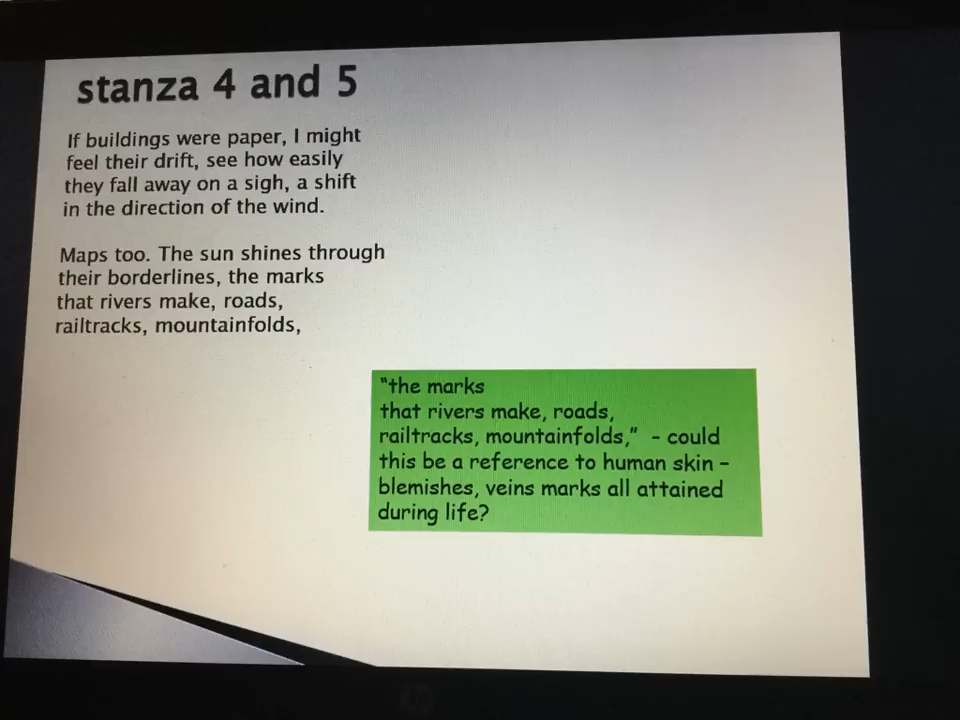 stanza 4 and 5
If buildings were paper, I might
feel their drift, see how easily
they fall away on a sigh, a shift
in the direction of the wind.
Maps too. The sun shines through
their borderlines, the marks
that rivers make, roads,
railtracks, mountainfolds,
"the marks
that rivers make, roads,
railtracks, mountainfolds," - could
this be a reference to human skin –
blemishes, veins marks all attained
during life?
hp